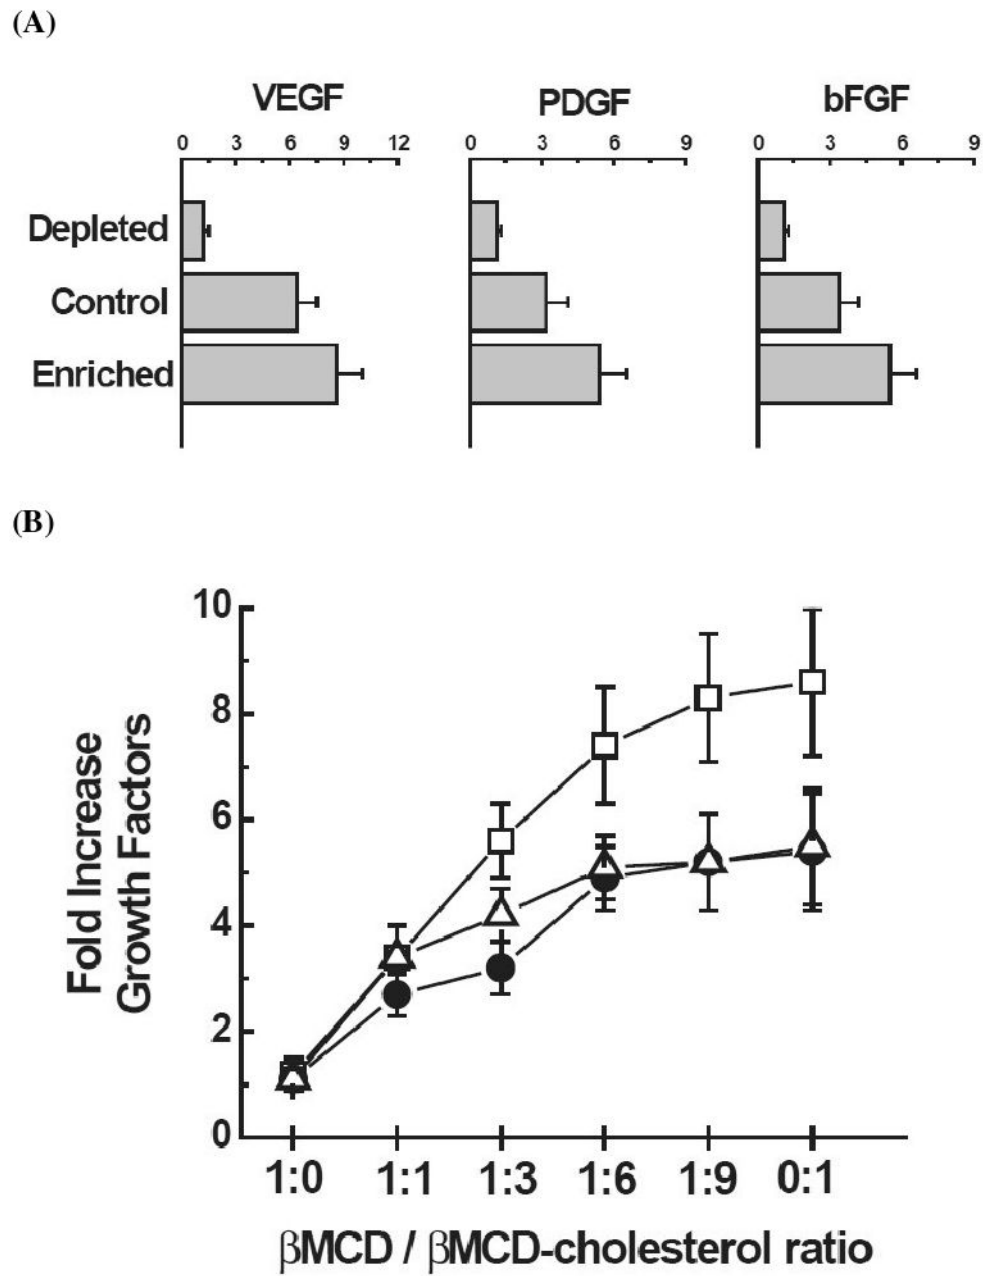 (A)
VEGF PDGF bFGF
0 3 6 9 12 0 3 6 9 0 3 6 9
Depleted
Control
Enriched
(B)
10
8
6
4
2
0
Fold Increase
Growth Factors
1:0 1:1 1:3 1:6 1:9 0:1
βMCD / βMCD-cholesterol ratio